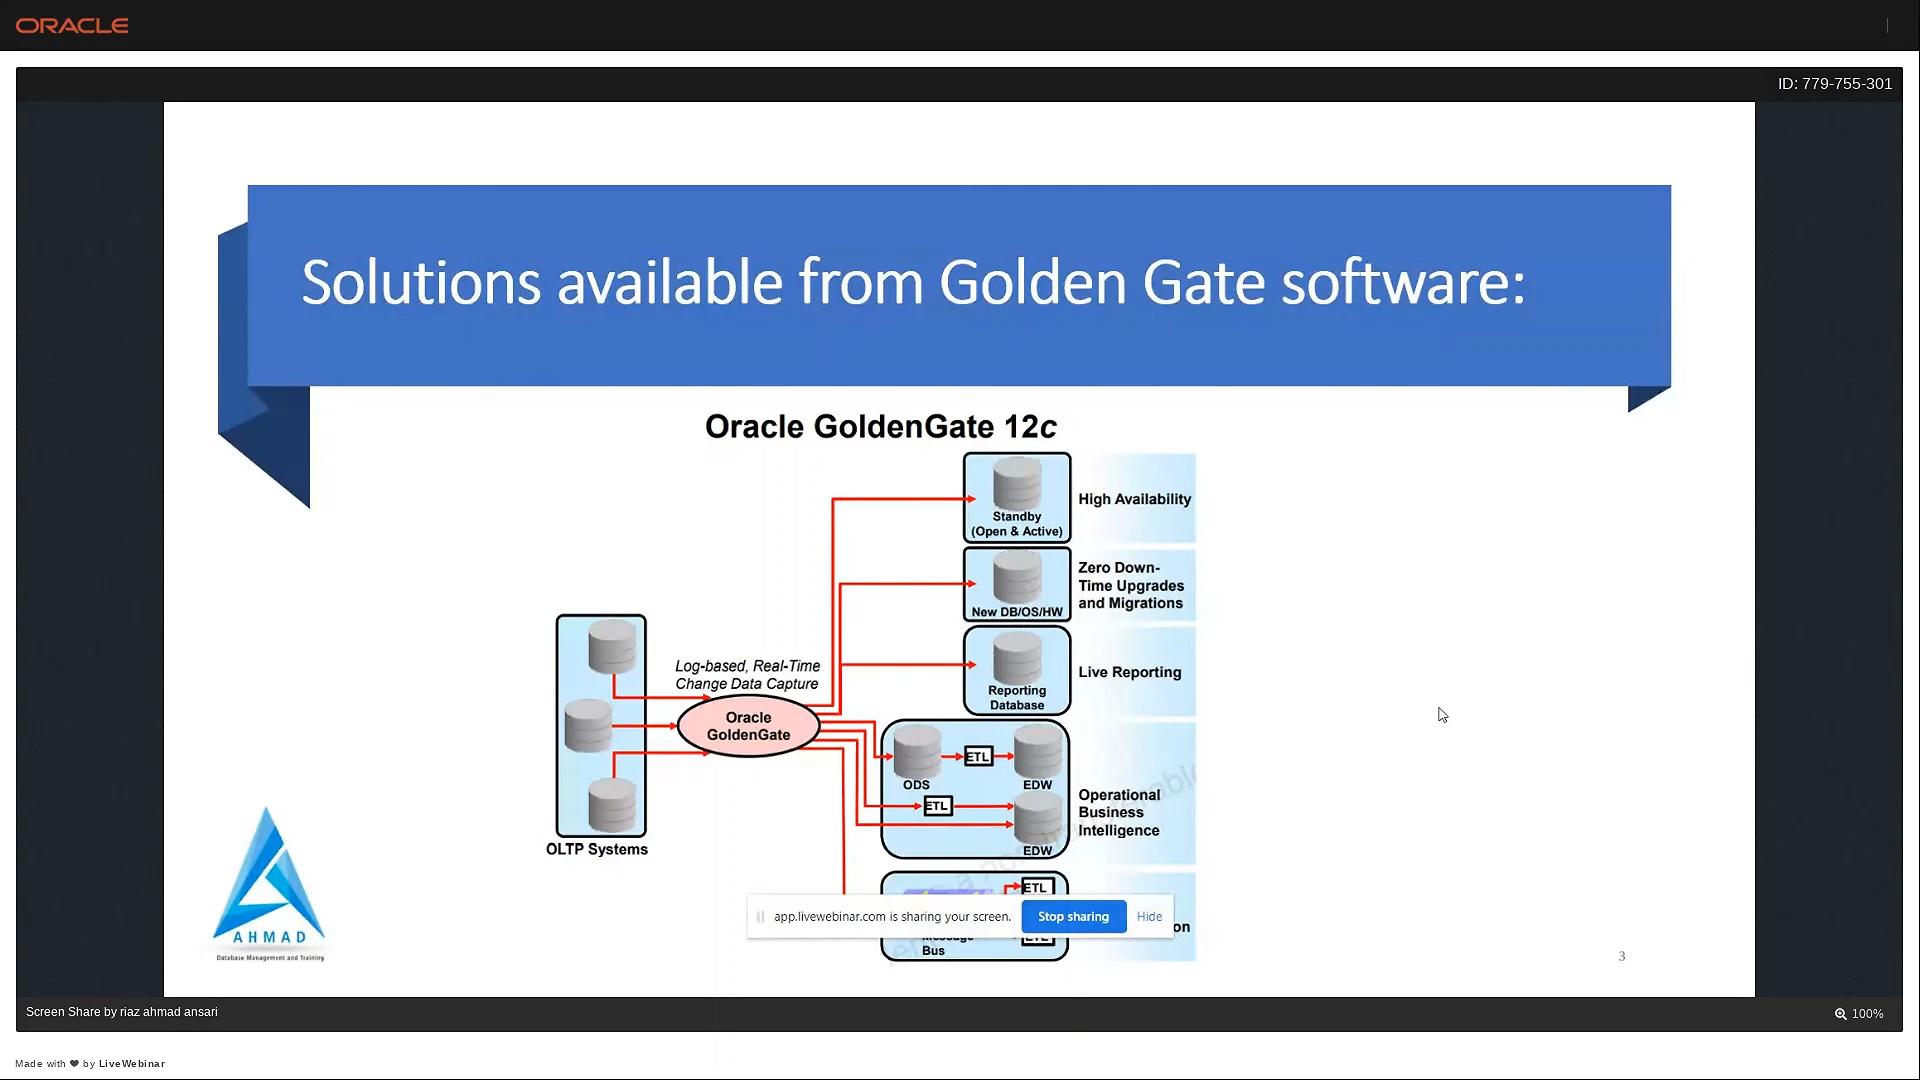 ORACLE
ID: 779-755-301
Solutions available from Golden Gate software:
Oracle GoldenGate 12c
Standby
(Open & Active)
High Availability
New DB/OS/HW
Zero Down-
Time Upgrades
and Migrations
Reporting
Database
Live Reporting
Log-based, Real-Time
Change Data Capture
Oracle
GoldenGate
OLTP Systems
ODS
ETL
EDW
ETL
EDW
Operational
Business
Intelligence
ETL
app.livewebinar.com is sharing your screen.
Stop sharing
Hide
on
Message
Bus
ETL
AHMAD
Database Management and Training
3
Screen Share by riaz ahmad ansari
100%
Made with ❤ by LiveWebinar